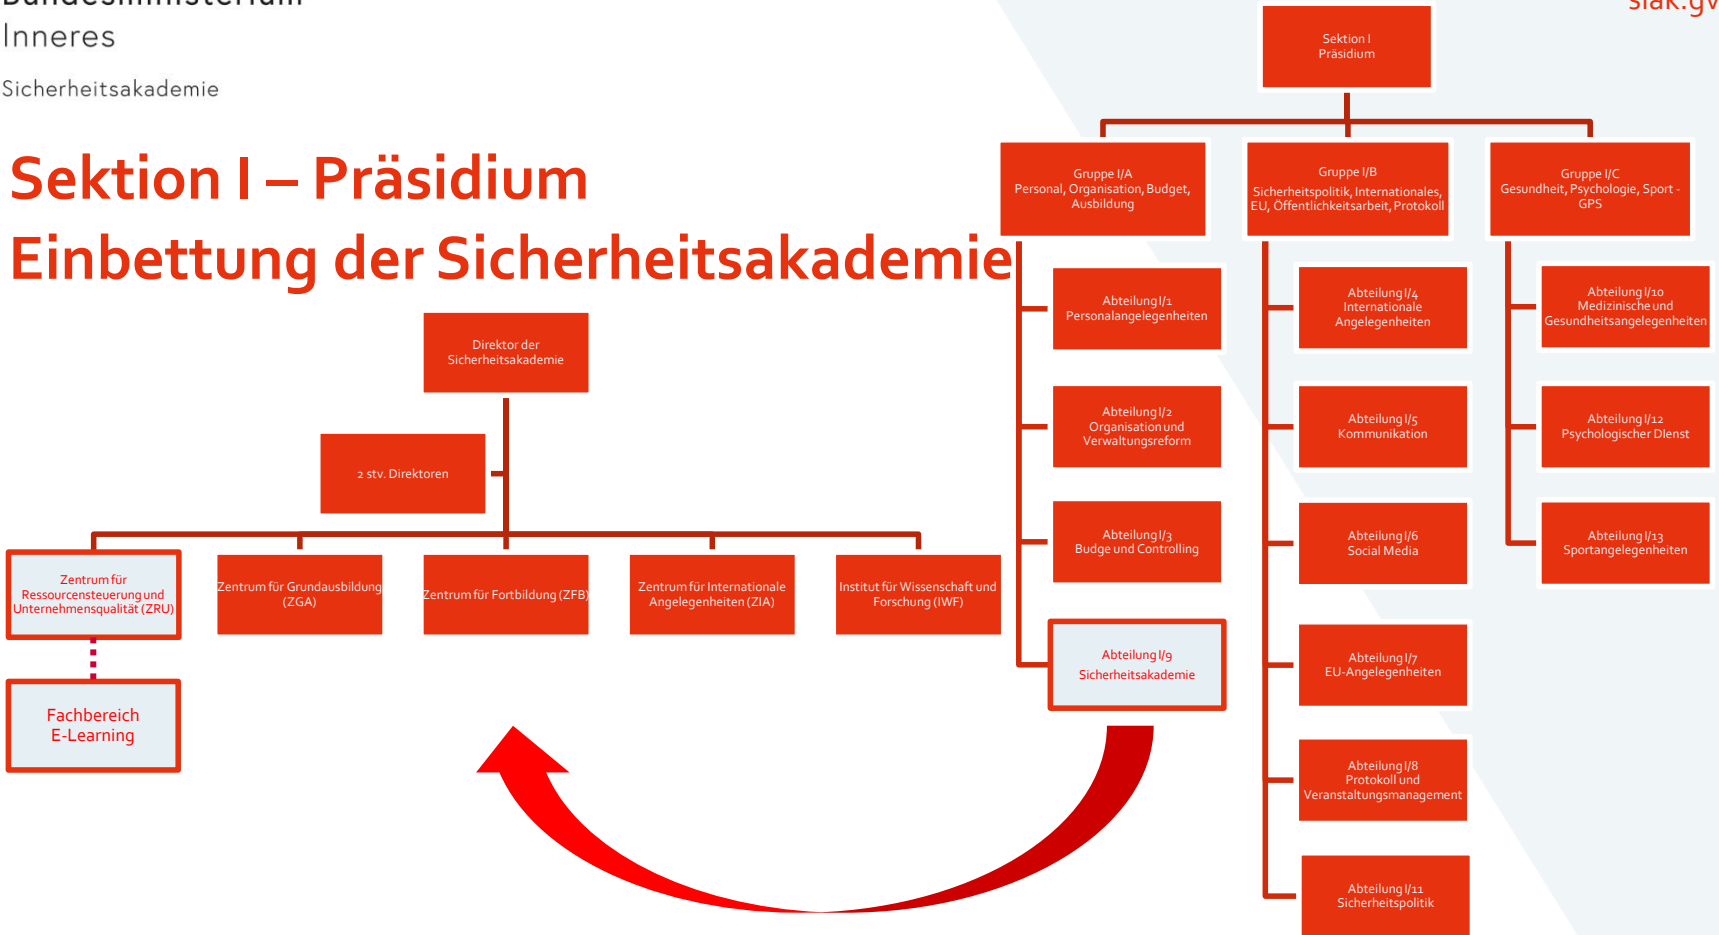 Bundesministerium
Inneres
Sicherheitsakademie
siak.gv
Sektion I – Präsidium
Einbettung der Sicherheitsakademie
Direktor der
Sicherheitsakademie
2 stv. Direktoren
Zentrum für
Ressourcensteuerung und
Unternehmensqualität (ZRU)
Zentrum für Grundausbildung
(ZGA)
Zentrum für Fortbildung (ZFB)
Zentrum für Internationale
Angelegenheiten (ZIA)
Institut für Wissenschaft und
Forschung (IWF)
Fachbereich
E-Learning
Sektion I
Präsidium
Gruppe I/A
Personal, Organisation, Budget,
Ausbildung
Abteilung I/1
Personalangelegenheiten
Abteilung I/2
Organisation und
Verwaltungsreform
Abteilung I/3
Budge und Controlling
Abteilung I/9
Sicherheitsakademie
Gruppe I/B
Sicherheitspolitik, Internationales,
EU, Öffentlichkeitsarbeit, Protokoll
Abteilung I/4
Internationale
Angelegenheiten
Abteilung I/5
Kommunikation
Abteilung I/6
Social Media
Abteilung I/7
EU-Angelegenheiten
Abteilung I/8
Protokoll und
Veranstaltungsmanagement
Abteilung I/11
Sicherheitspolitik
Gruppe I/C
Gesundheit, Psychologie, Sport -
GPS
Abteilung I/10
Medizinische und
Gesundheitsangelegenheiten
Abteilung I/12
Psychologischer DIenst
Abteilung I/13
Sportangelegenheiten